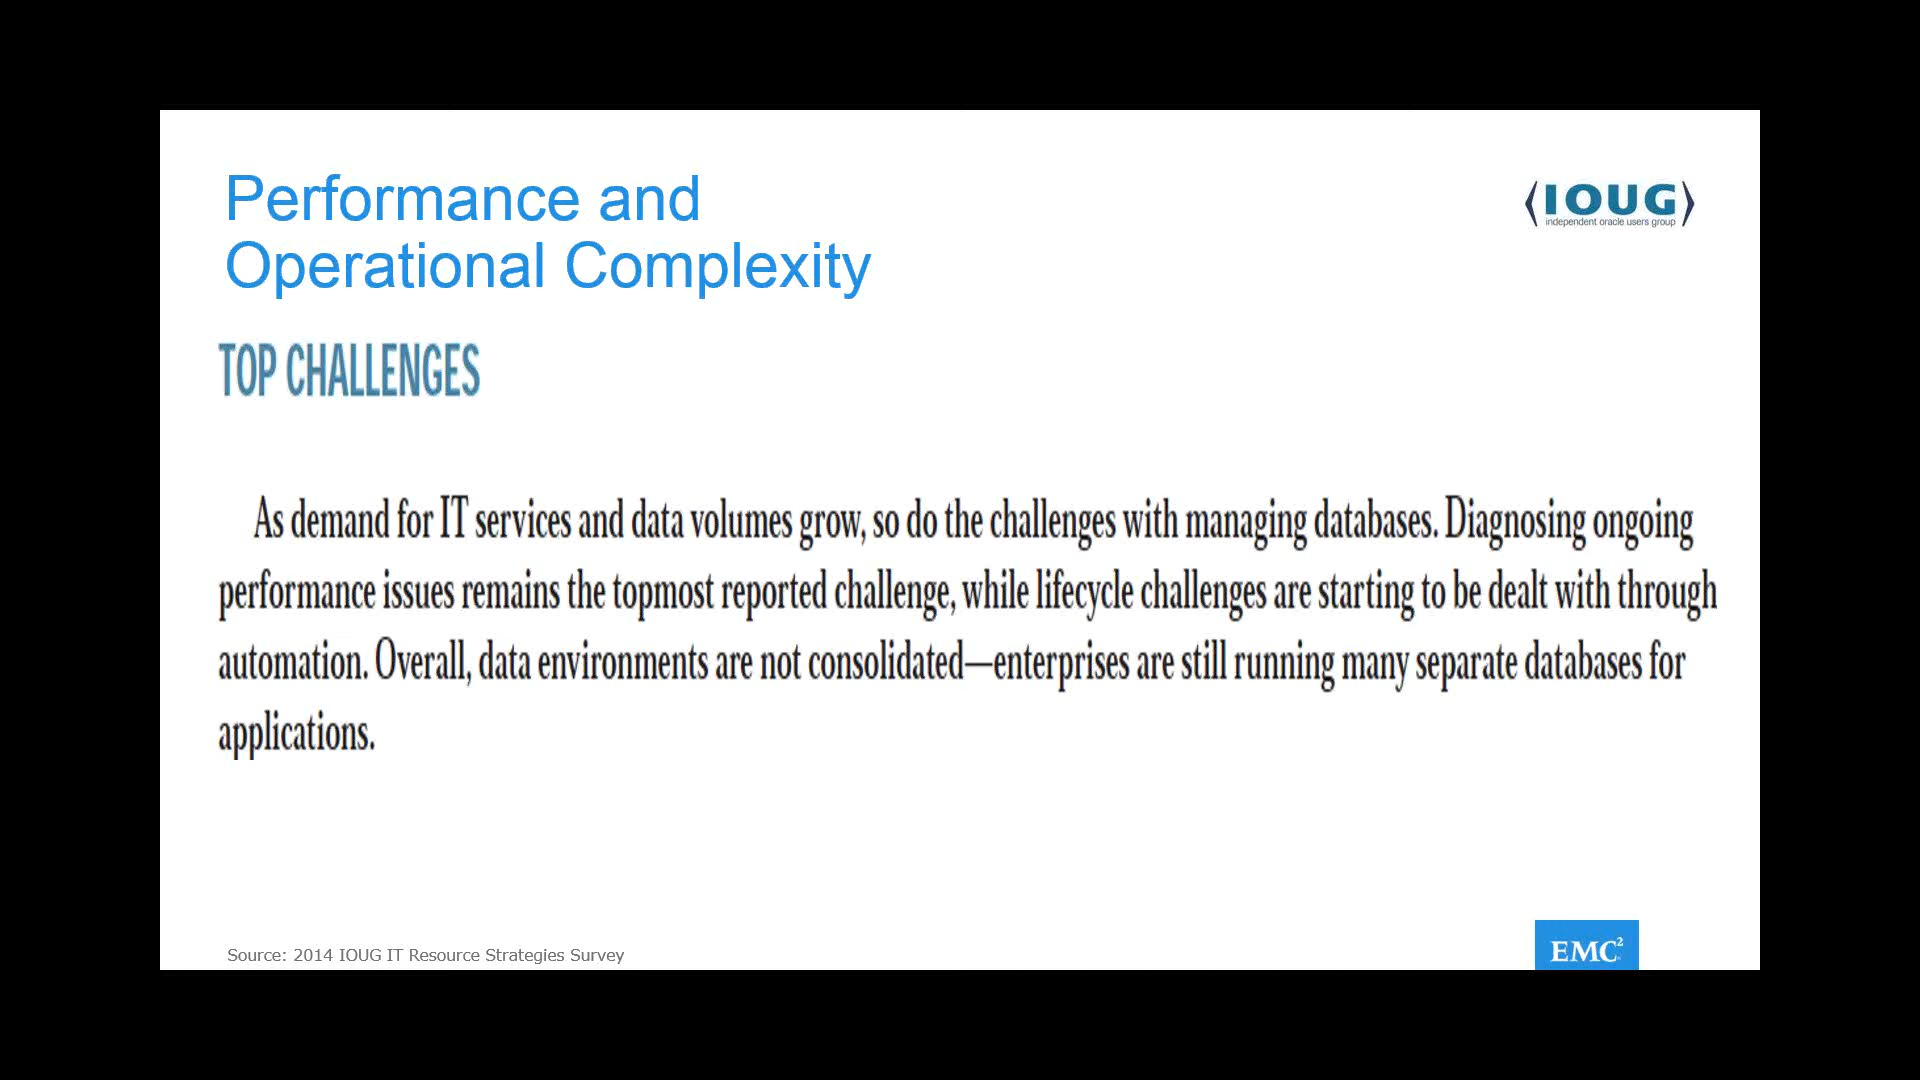 Performance and
Operational Complexity
IOUG
independent oracle users group
TOP CHALLENGES
As demand for IT services and data volumes grow, so do the challenges with managing databases. Diagnosing ongoing
performance issues remains the topmost reported challenge, while lifecycle challenges are starting to be dealt with through
automation. Overall, data environments are not consolidated—enterprises are still running many separate databases for
applications.
Source: 2014 IOUG IT Resource Strategies Survey
EMC²